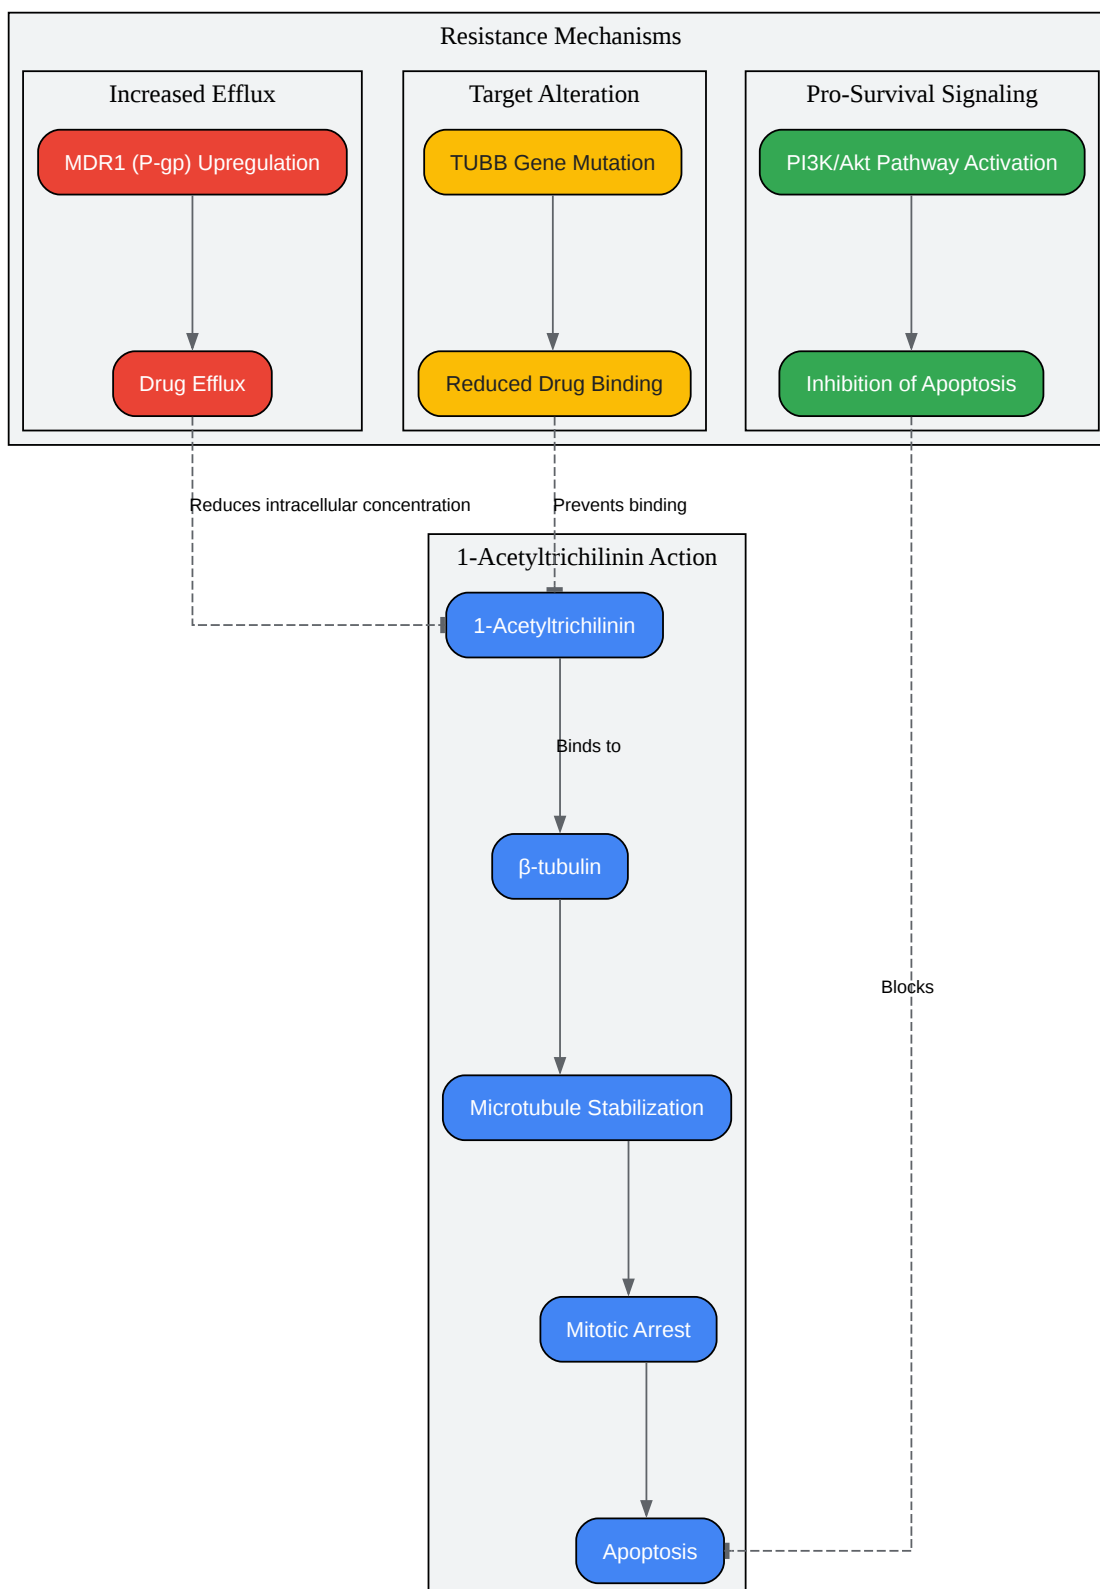 Resistance Mechanisms
Increased Efflux
Target Alteration
Pro-Survival Signaling
MDR1 (P-gp) Upregulation
TUBB Gene Mutation
PI3K/Akt Pathway Activation
Drug Efflux
Reduced Drug Binding
Inhibition of Apoptosis
Reduces intracellular concentration
Prevents binding
1-Acetyltrichilinin Action
1-Acetyltrichilinin
Binds to
β-tubulin
Blocks
Microtubule Stabilization
Mitotic Arrest
Apoptosis